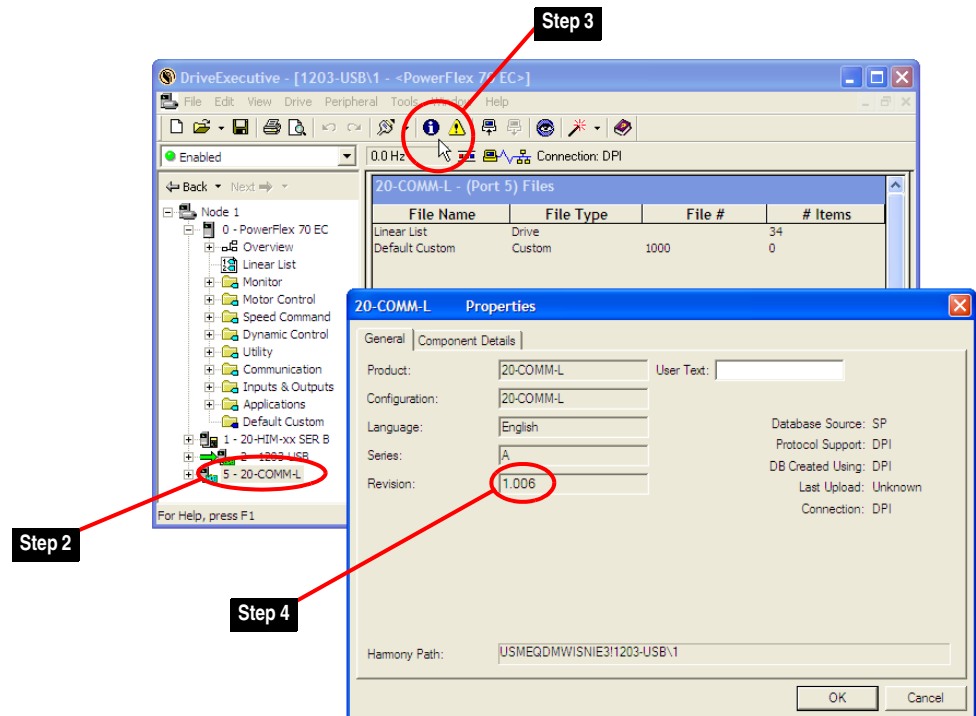 Step 3
DriveExecutive - [1203-USB\1 - <PowerFlex 70 EC>]
File Edit View Drive Peripheral Tools Window Help
Enabled
0.0 Hz
Connection: DPI
Back Next
Node 1
0 - PowerFlex 70 EC
Overview
Linear List
Monitor
Motor Control
Speed Command
Dynamic Control
Utility
Communication
Inputs & Outputs
Applications
Default Custom
1 - 20-HIM-xx SER B
2 - 1203-USB
5 - 20-COMM-L
For Help, press F1
20-COMM-L - (Port 5) Files
File Name File Type File # # Items
Linear List Drive 34
Default Custom Custom 1000 0
20-COMM-L Properties
General Component Details
Product: 20-COMM-L User Text:
Configuration: 20-COMM-L
Language: English
Series: A
Revision: 1.006
Database Source: SP
Protocol Support: DPI
DB Created Using: DPI
Last Upload: Unknown
Connection: DPI
Harmony Path: USMEQDMWISNIE3!1203-USB\1
OK Cancel
Step 2
Step 4